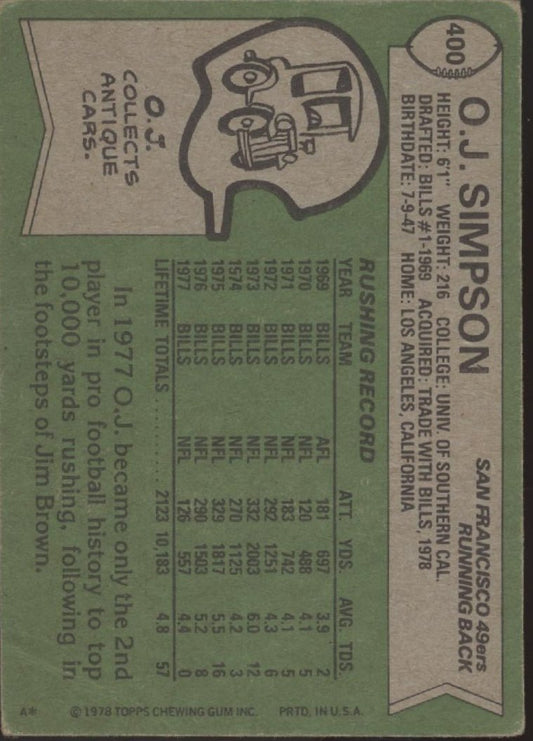 400
O.J. SIMPSON
SAN FRANCISCO 49ers
RUNNING BACK
HEIGHT: 6'1" WEIGHT: 216 COLLEGE: UNIV. OF SOUTHERN CAL.
DRAFTED: BILLS #1-1969 ACQUIRED: TRADE WITH BILLS, 1978
BIRTHDATE: 7-9-47 HOME: LOS ANGELES, CALIFORNIA
O.J.
COLLECTS
ANTIQUE
CARS.
RUSHING RECORD
YEAR TEAM ATT. YDS. AVG. TDS.
1969 BILLS AFL 181 697 3.9 2
1970 BILLS NFL 120 488 4.1 5
1971 BILLS NFL 183 742 4.1 5
1972 BILLS NFL 292 1251 4.3 6
1973 BILLS NFL 332 2003 6.0 12
1974 BILLS NFL 270 1125 4.2 3
1975 BILLS NFL 329 1817 5.5 16
1976 BILLS NFL 290 1503 5.2 8
1977 BILLS NFL 126 557 4.4 0
LIFETIME TOTALS .......... 2123 10,183 4.8 57
In 1977 O.J. became only the 2nd
player in pro football history to top
10,000 yards rushing, following in
the footsteps of Jim Brown.
A* © 1978 TOPPS CHEWING GUM INC. PRTD. IN U.S.A.